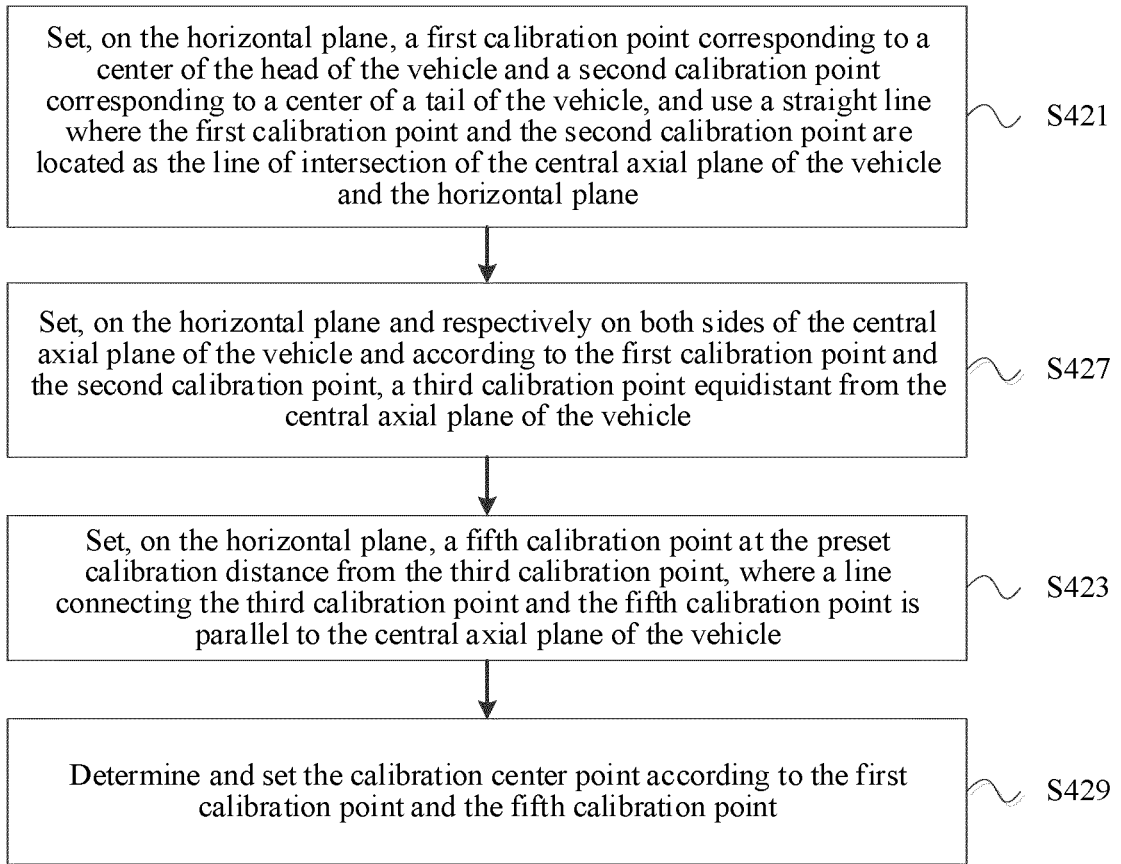 Set, on the horizontal plane, a first calibration point corresponding to a
center of the head of the vehicle and a second calibration point
corresponding to a center of a tail of the vehicle, and use a straight line
where the first calibration point and the second calibration point are
located as the line of intersection of the central axial plane of the vehicle
and the horizontal plane
S421
Set, on the horizontal plane and respectively on both sides of the central
axial plane of the vehicle and according to the first calibration point and
the second calibration point, a third calibration point equidistant from the
central axial plane of the vehicle
S427
Set, on the horizontal plane, a fifth calibration point at the preset
calibration distance from the third calibration point, where a line
connecting the third calibration point and the fifth calibration point is
parallel to the central axial plane of the vehicle
S423
Determine and set the calibration center point according to the first
calibration point and the fifth calibration point
S429